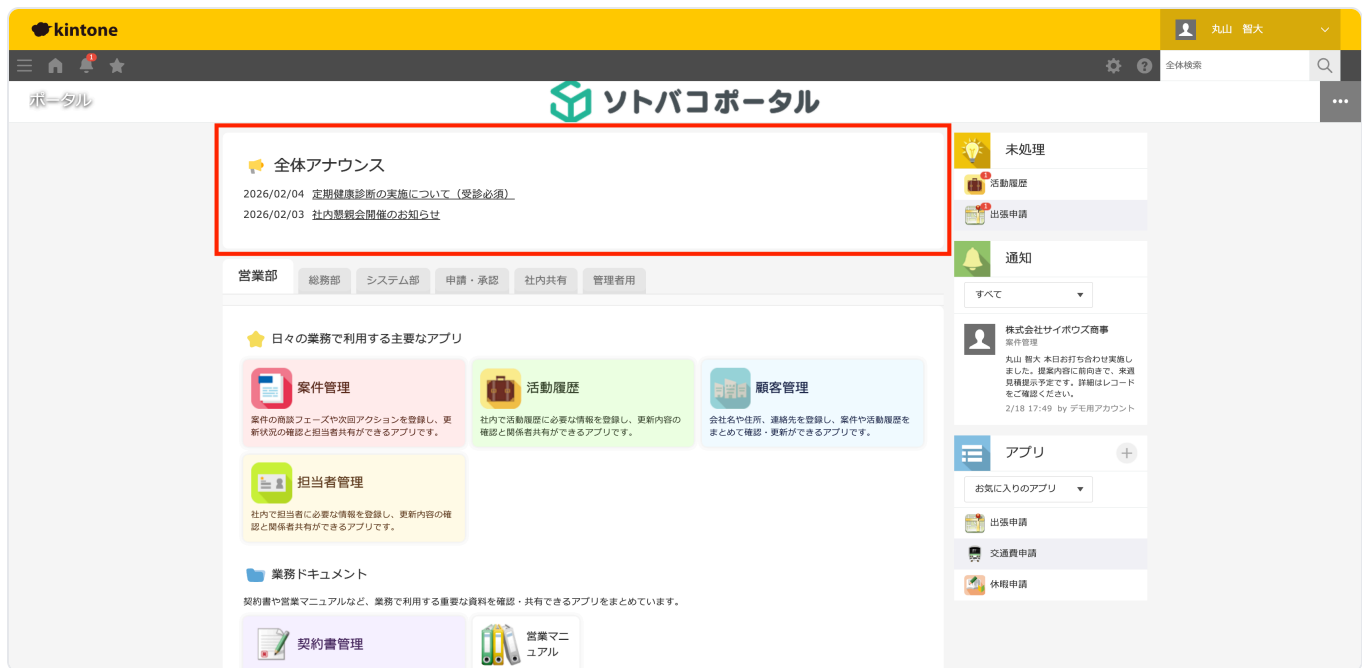 kintone
丸山 智大
1
全体検索
ポータル
ソトバコポータル
全体アナウンス
2026/02/04 定期健康診断の実施について（受診必須）
2026/02/03 社内懇親会開催のお知らせ
営業部 総務部 システム部 申請・承認 社内共有 管理者用
日々の業務で利用する主要なアプリ
案件管理
案件の商談フェーズや次回アクションを登録し、更
新状況の確認と担当者共有ができるアプリです。
活動履歴
社内で活動履歴に必要な情報を登録し、更新内容の
確認と関係者共有ができるアプリです。
顧客管理
会社名や住所、連絡先を登録し、案件や活動履歴を
まとめて確認・更新ができるアプリです。
担当者管理
社内で担当者に必要な情報を登録し、更新内容の確
認と関係者共有ができるアプリです。
業務ドキュメント
契約書や営業マニュアルなど、業務で利用する重要な資料を確認・共有できるアプリをまとめています。
契約書管理
営業マニ
ュアル
未処理
1
活動履歴
1
出張申請
通知
すべて
株式会社サイボウズ商事
案件管理
丸山 智大 本日お打ち合わせ実施し
ました。提案内容に前向きで、来週
見積提示予定です。詳細はレコード
をご確認ください。
2/18 17:49 by デモ用アカウント
アプリ
お気に入りのアプリ
出張申請
交通費申請
休暇申請